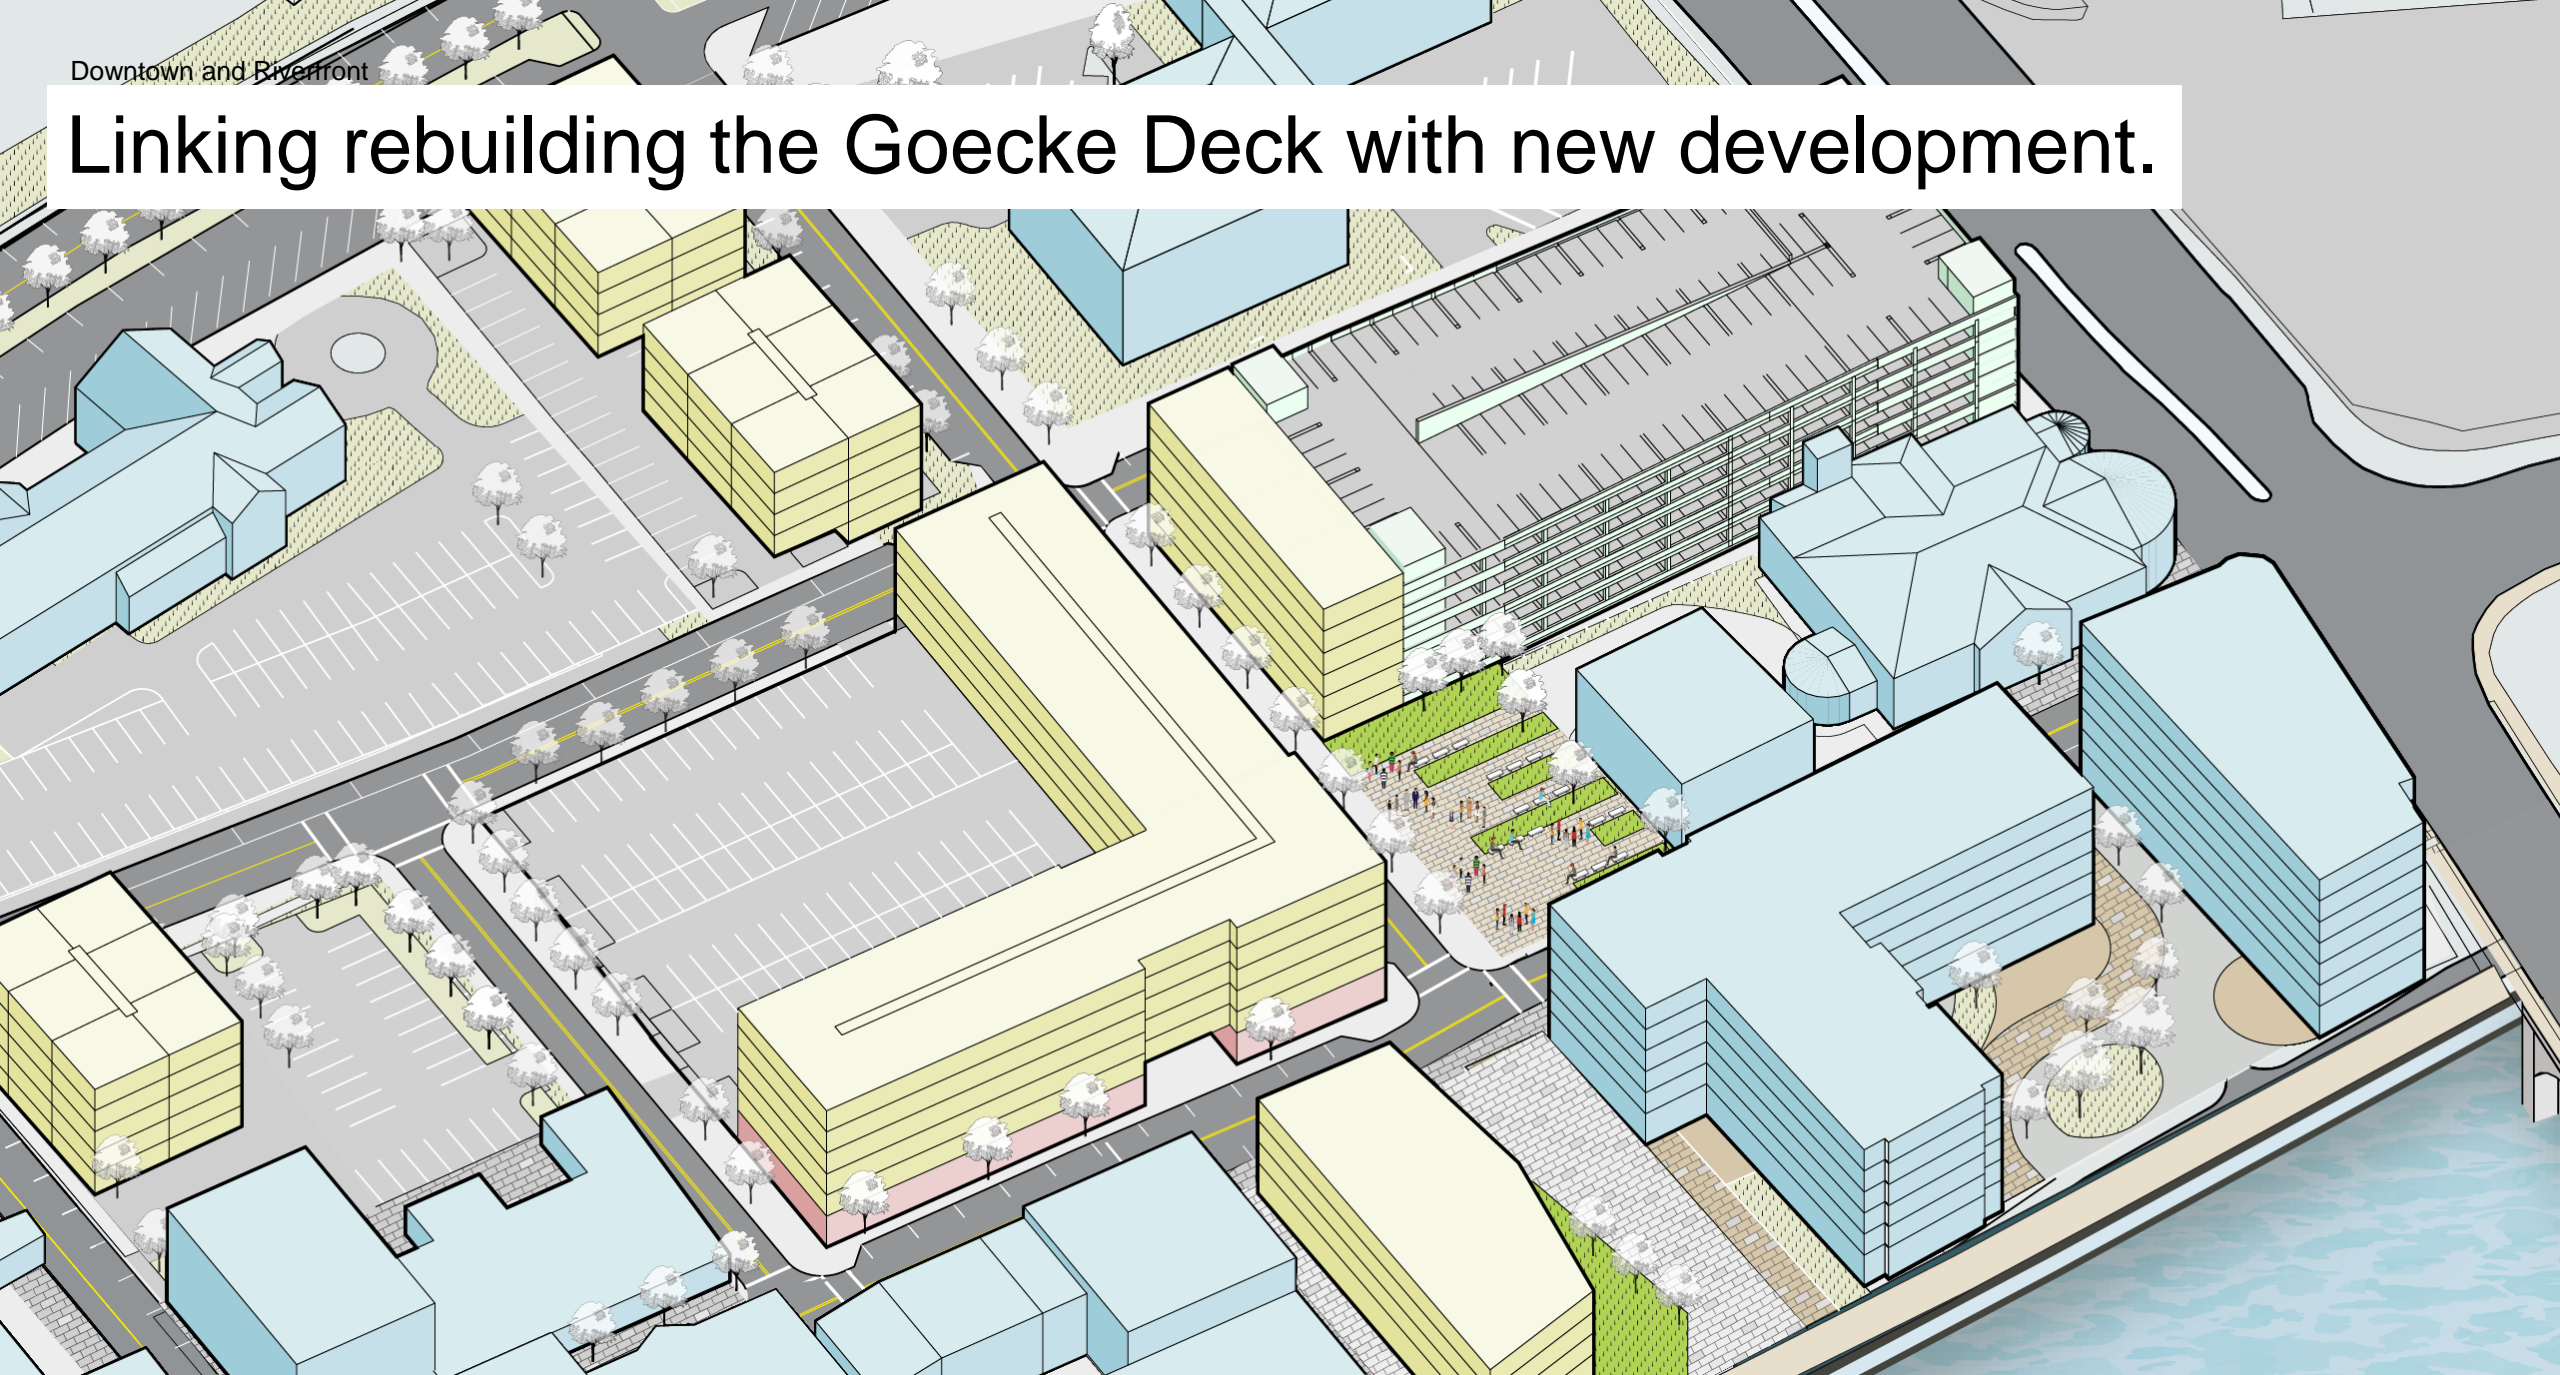 Downtown and Riverfront
Linking rebuilding the Goecke Deck with new development.